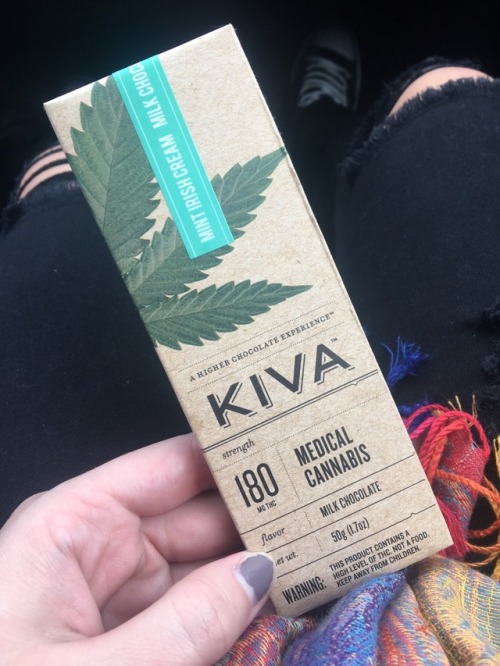 MINT IRISH CREAM MILK CHOC
A HIGHER CHOCOLATE EXPERIENCE™
KIVA™
strength
180
MG THC
MEDICAL
CANNABIS
flavor
MILK CHOCOLATE
wt.
50g (1.7oz)
WARNING:
THIS PRODUCT CONTAINS A
HIGH LEVEL OF THC. NOT A FOOD.
KEEP AWAY FROM CHILDREN.